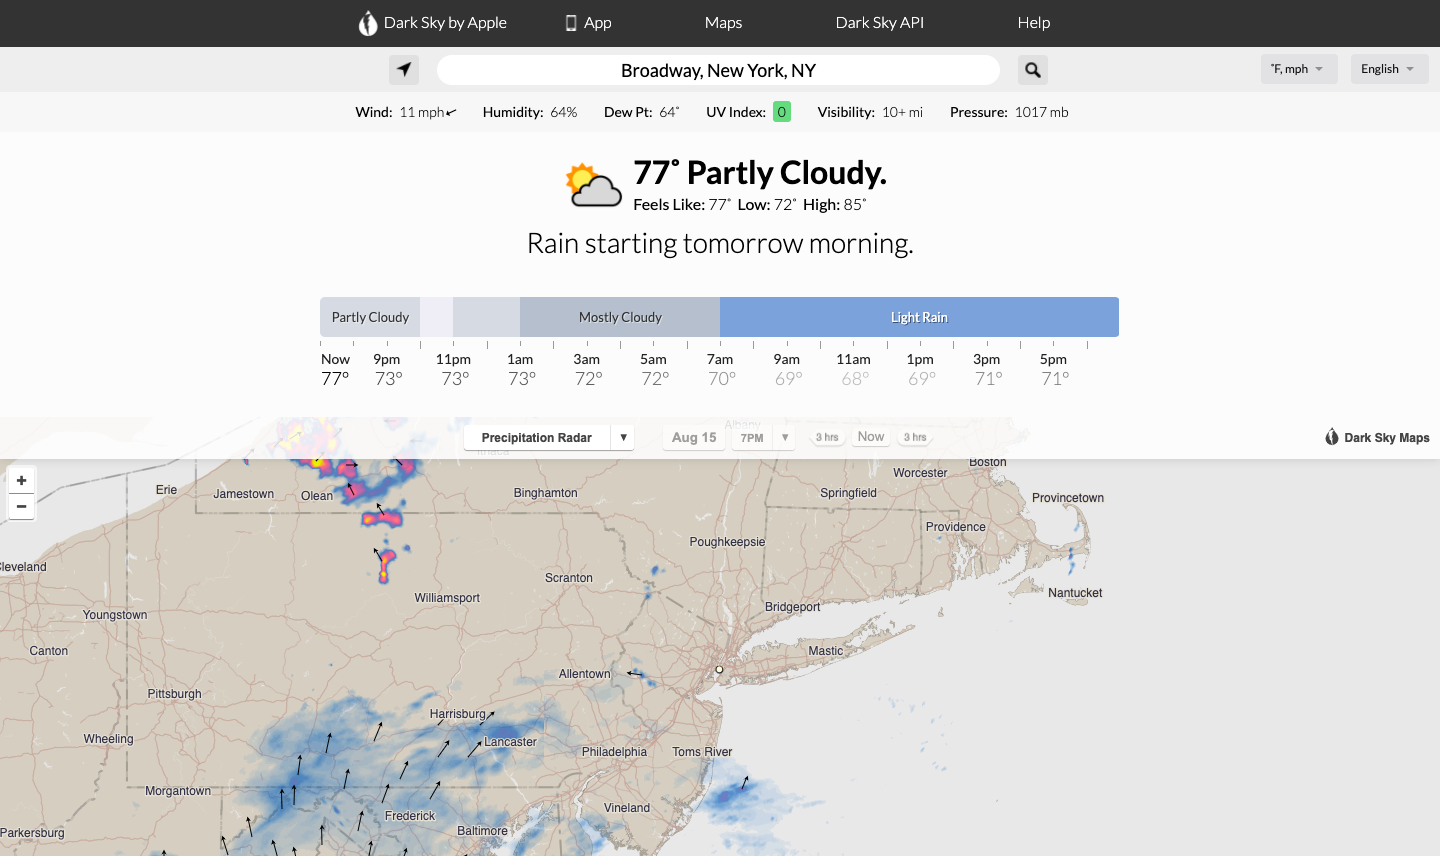 Dark Sky by Apple App Maps Dark Sky API Help
Broadway, New York, NY
˚F, mph English
Wind: 11 mph Humidity: 64% Dew Pt: 64˚ UV Index: 0 Visibility: 10+ mi Pressure: 1017 mb
77˚ Partly Cloudy.
Feels Like: 77˚ Low: 72˚ High: 85˚
Rain starting tomorrow morning.
Partly Cloudy Mostly Cloudy Light Rain
Now 9pm 11pm 1am 3am 5am 7am 9am 11am 1pm 3pm 5pm
77° 73° 73° 73° 72° 72° 70° 69° 68° 69° 71° 71°
Albany
Precipitation Radar ▼ Aug 15 7PM ▼ 3 hrs Now 3 hrs Dark Sky Maps
Ithaca
Boston
+
Worcester
Erie Jamestown Olean Binghamton Springfield Provincetown
−
Providence
Poughkeepsie
Cleveland
Scranton
Williamsport Nantucket
Youngstown Bridgeport
Canton Mastic
Allentown
Pittsburgh
Harrisburg
Wheeling Lancaster
Philadelphia Toms River
Morgantown
Frederick Vineland
Parkersburg Baltimore